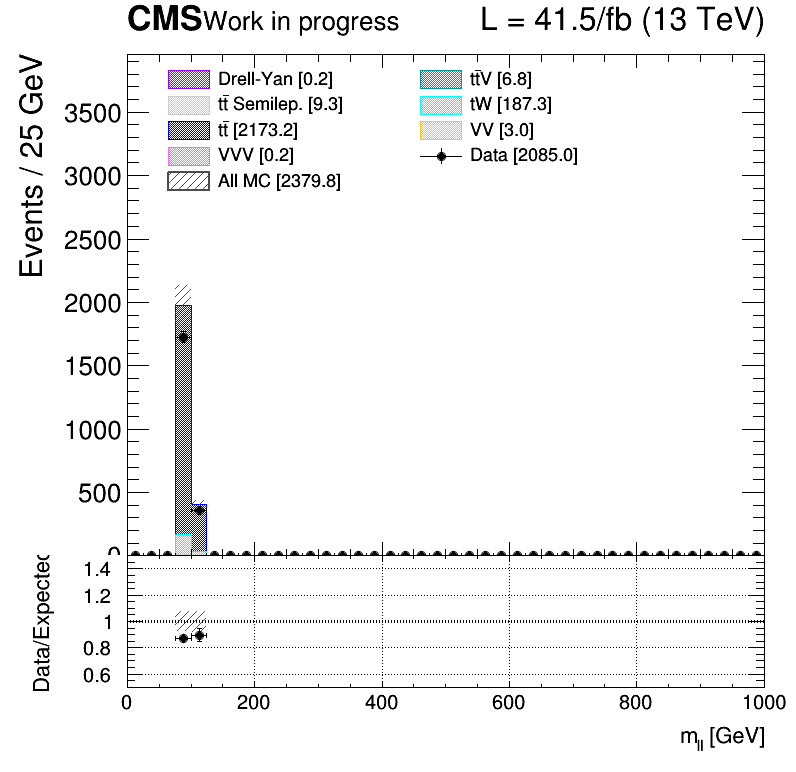 CMS Work in progress L = 41.5/fb (13 TeV)
Events / 25 GeV
Drell-Yan [0.2]
tt̄ Semilep. [9.3]
tt̄ [2173.2]
VVV [0.2]
All MC [2379.8]
tt̄V [6.8]
tW [187.3]
VV [3.0]
Data [2085.0]
3500
3000
2500
2000
1500
1000
500
0
Data/Expected
1.4
1.2
1
0.8
0.6
0 200 400 600 800 1000
m_ll [GeV]